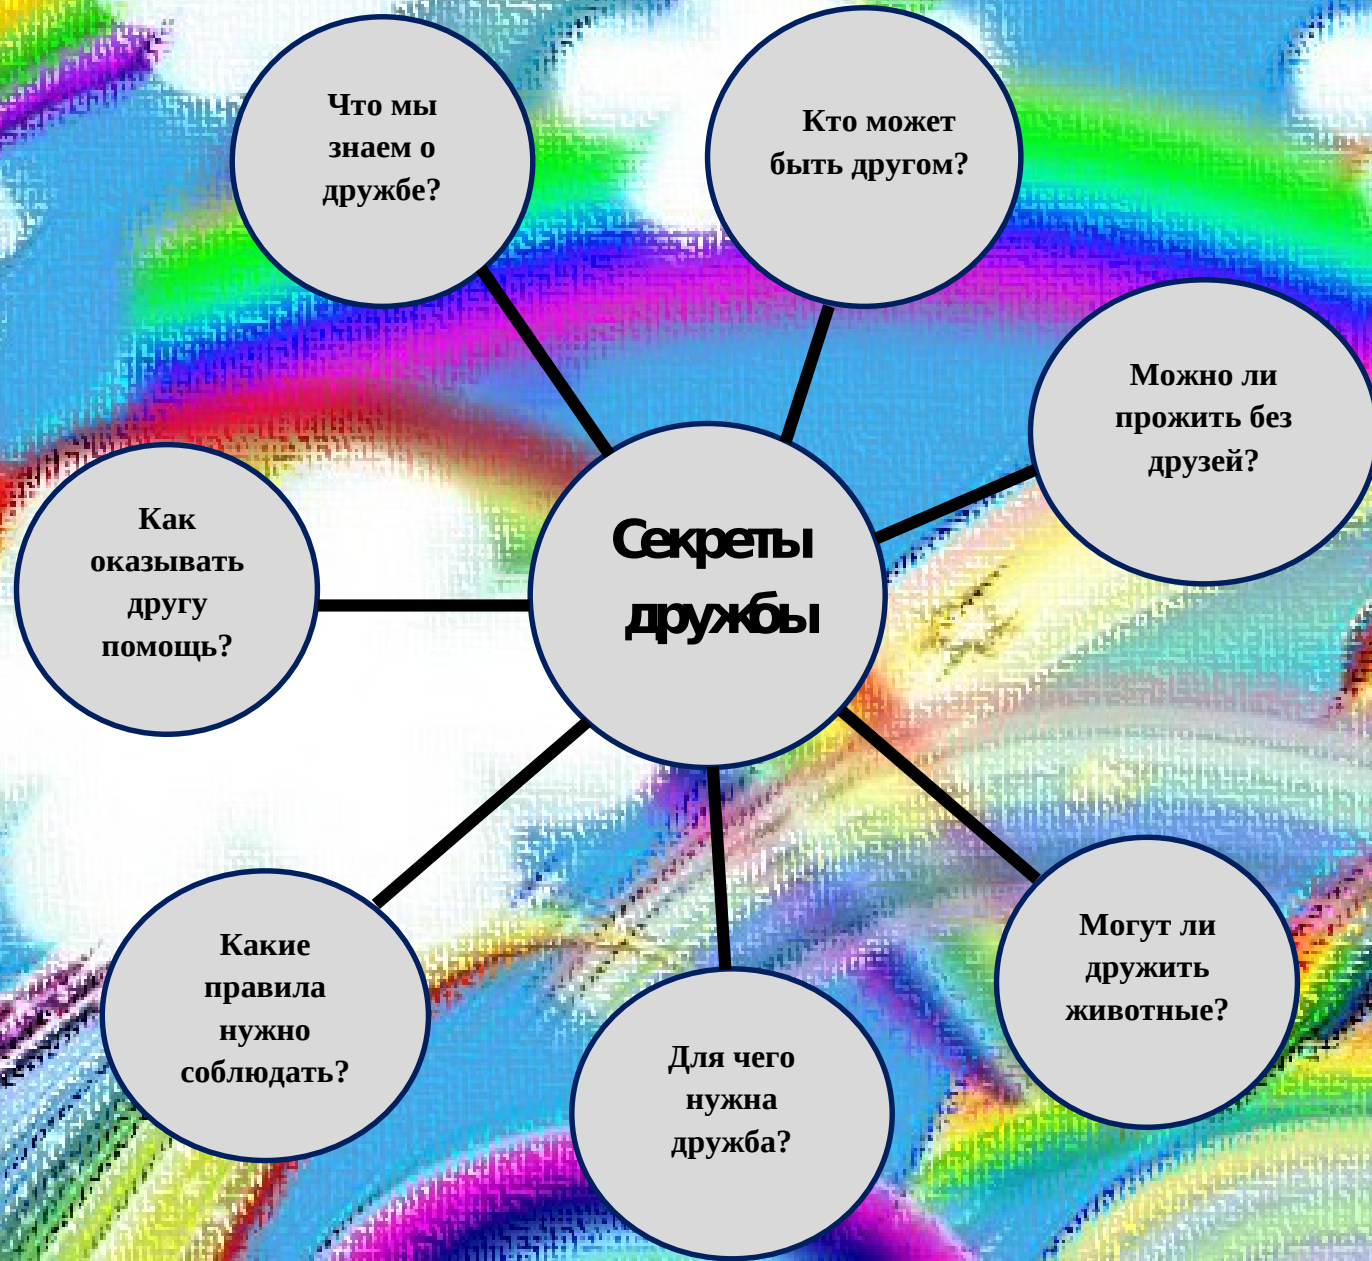 Что мы
знаем о
дружбе?
Кто может
быть другом?
Можно ли
прожить без
друзей?
Как
оказывать
другу
помощь?
Секреты
дружбы
Какие
правила
нужно
соблюдать?
Для чего
нужна
дружба?
Могут ли
дружить
животные?